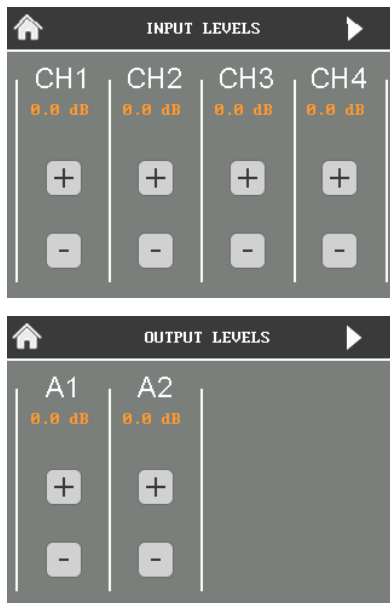 INPUT LEVELS
CH1 CH2 CH3 CH4
0.0 dB 0.0 dB 0.0 dB 0.0 dB
+ + + +
- - - -
OUTPUT LEVELS
A1 A2
0.0 dB 0.0 dB
+ +
- -